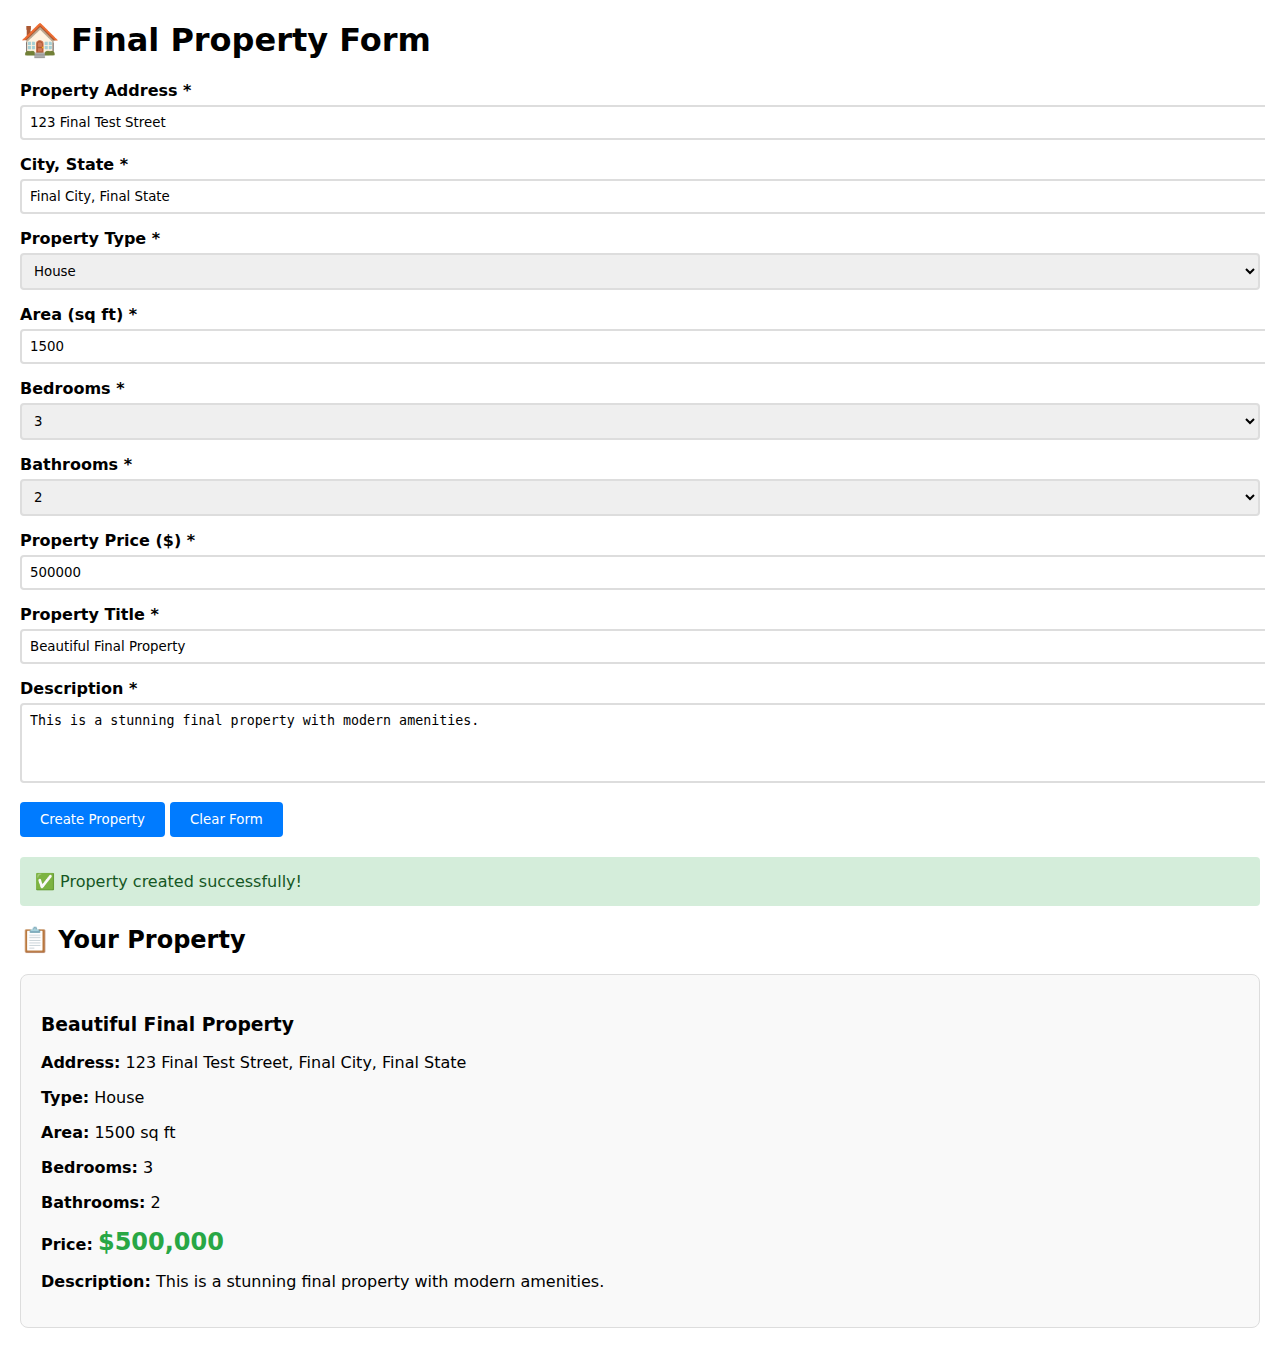 🏠 Final Property Form
Property Address *
123 Final Test Street
City, State *
Final City, Final State
Property Type *
House
Area (sq ft) *
1500
Bedrooms *
3
Bathrooms *
2
Property Price ($) *
500000
Property Title *
Beautiful Final Property
Description *
This is a stunning final property with modern amenities.
Create Property Clear Form
✅ Property created successfully!
📋 Your Property
Beautiful Final Property
Address: 123 Final Test Street, Final City, Final State
Type: House
Area: 1500 sq ft
Bedrooms: 3
Bathrooms: 2
Price: $500,000
Description: This is a stunning final property with modern amenities.